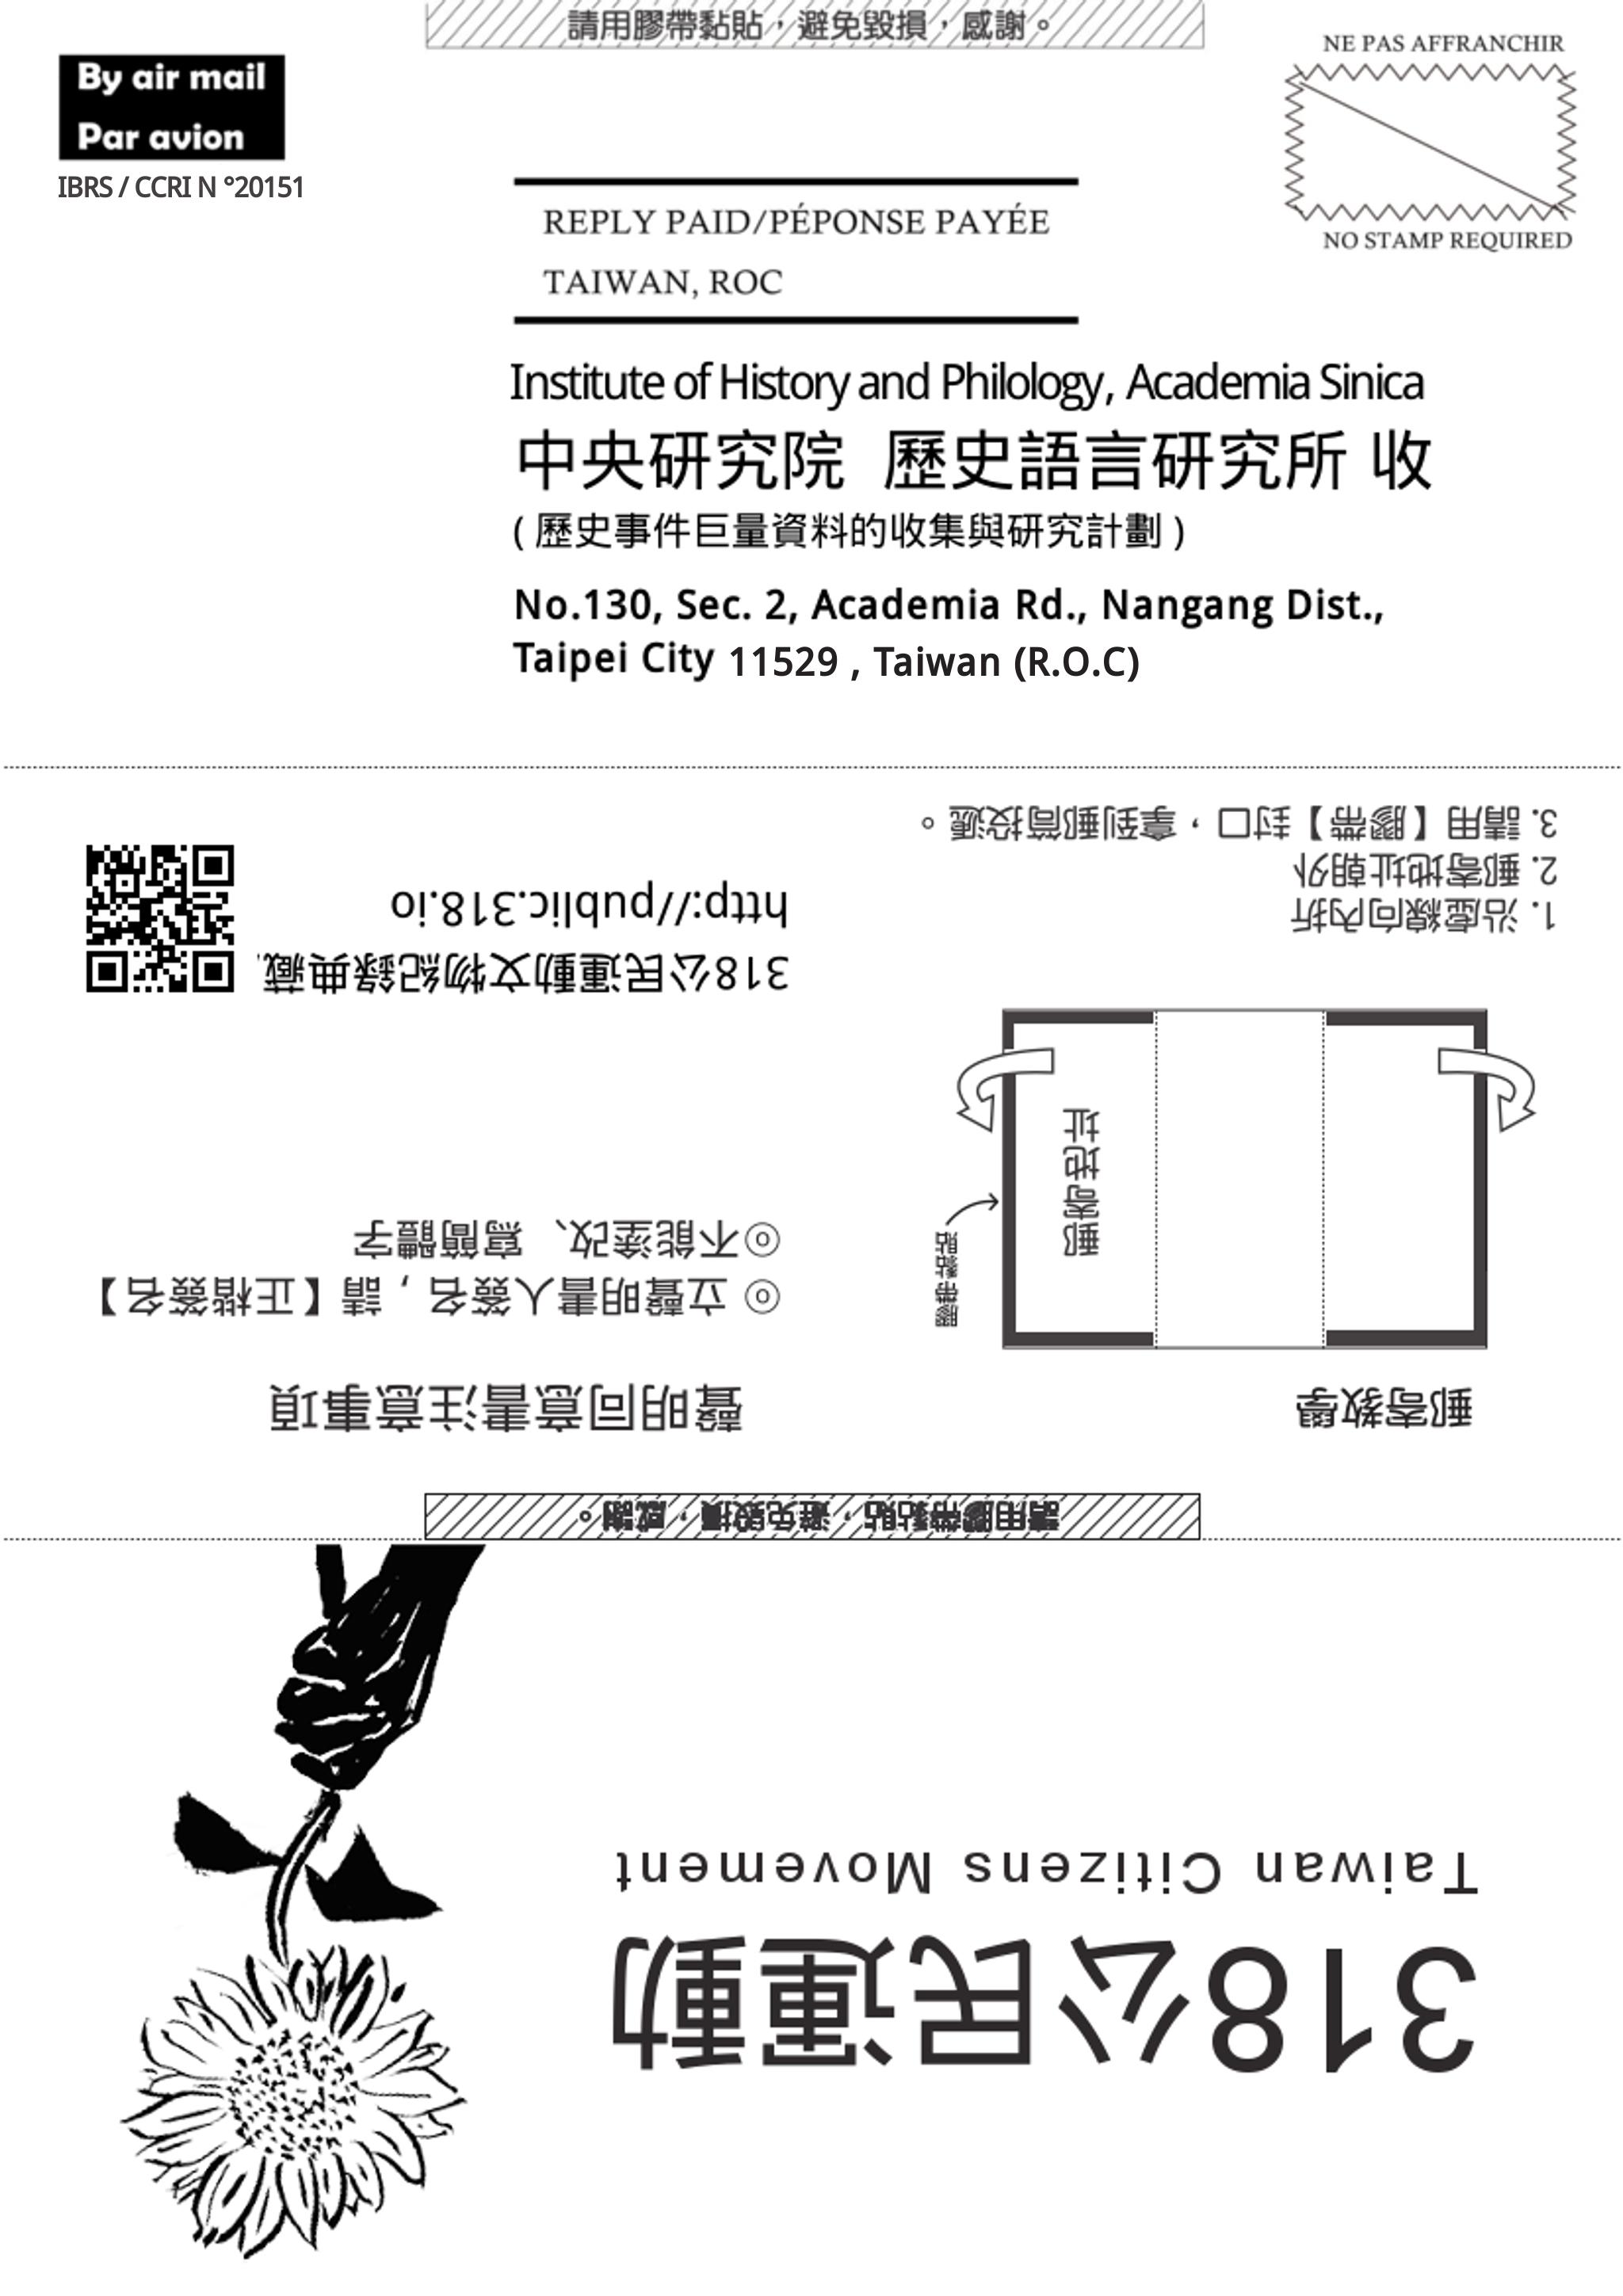 請用膠帶黏貼，避免毀損，感謝。
By air mail
Par avion
IBRS / CCRI N °20151
NE PAS AFFRANCHIR
NO STAMP REQUIRED
REPLY PAID/PÉPONSE PAYÉE
TAIWAN, ROC
Institute of History and Philology, Academia Sinica
中央研究院 歷史語言研究所 收
( 歷史事件巨量資料的收集與研究計劃 )
No.130, Sec. 2, Academia Rd., Nangang Dist.,
Taipei City 11529 , Taiwan (R.O.C)
郵寄教學
郵寄地址
膠帶黏貼
1. 沿虛線向內折
2. 郵寄地址朝外
3. 請用【膠帶】封口，拿到郵筒投遞。
聲明同意書注意事項
◎ 立聲明書人簽名，請【正楷簽名】
◎不能塗改、寫簡體字
318公民運動文物紀錄典藏
http://public.318.io
請用膠帶黏貼，避免毀損，感謝。
318公民運動
Taiwan Citizens Movement